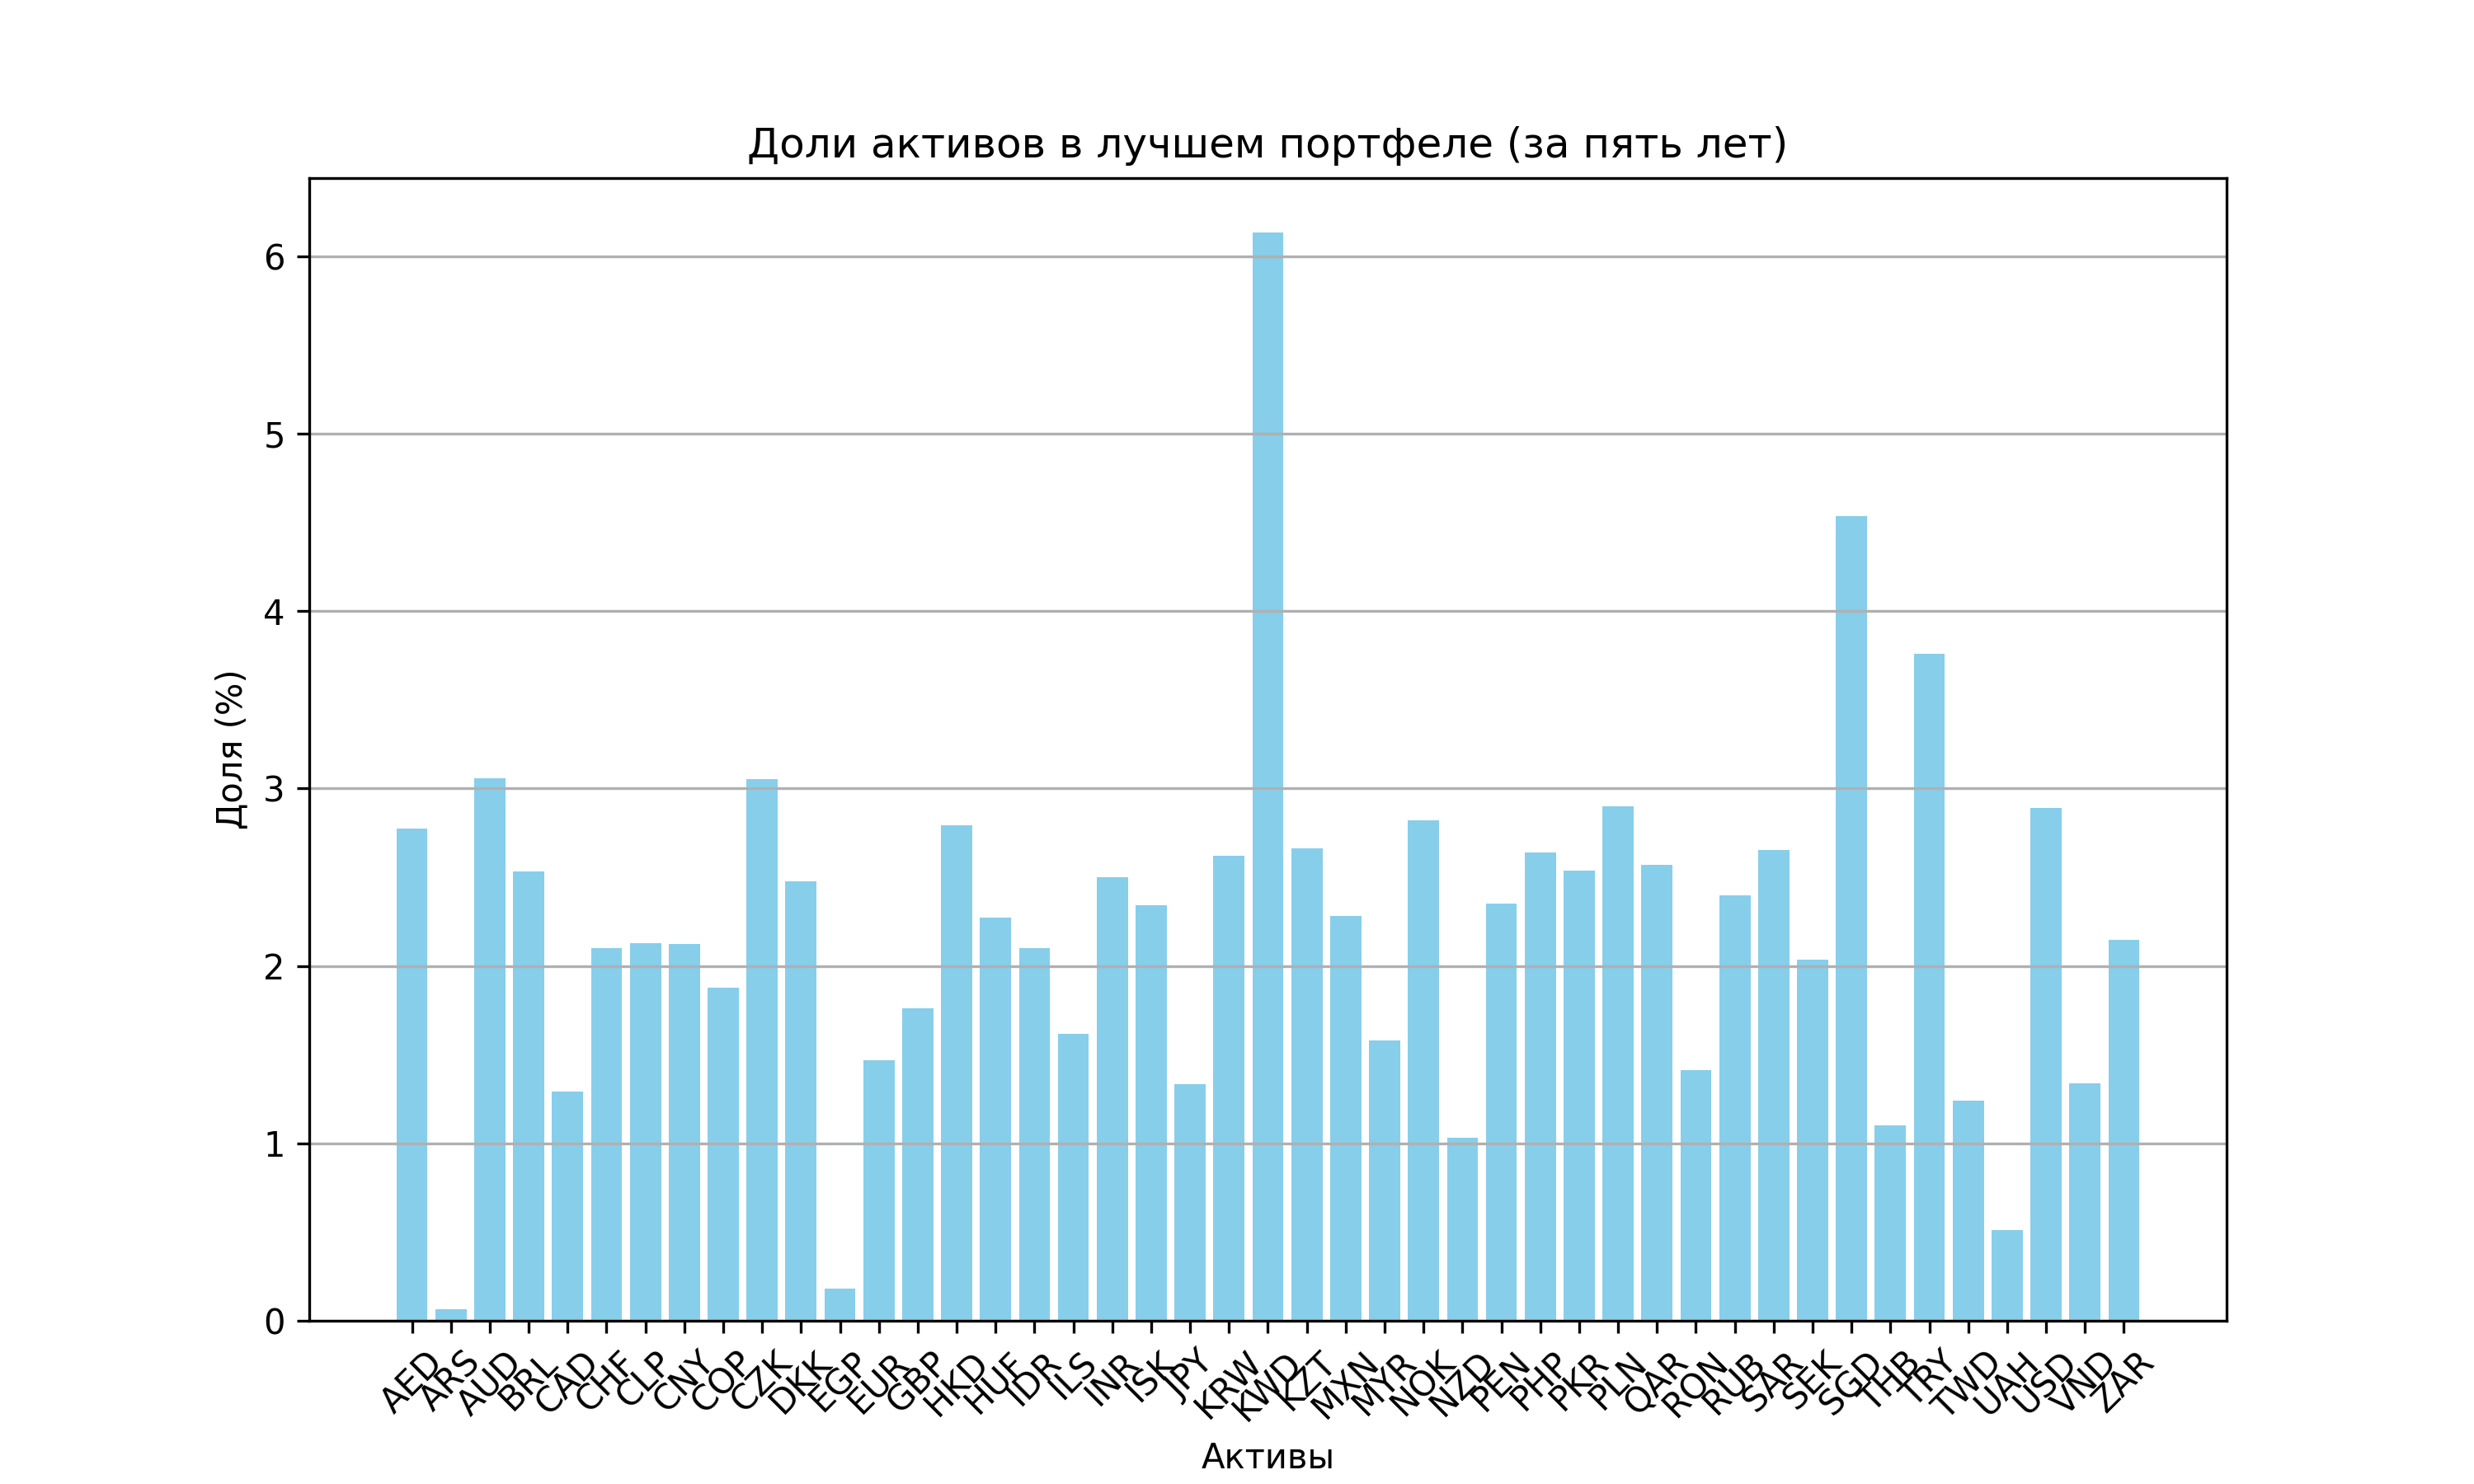 Доли активов в лучшем портфеле (за пять лет)
6
5
4
3
2
1
0
Доля (%)
AED
ARS
AUD
BRL
CAD
CHF
CLP
CNY
COP
CZK
DKK
EGP
EUR
GBP
HKD
HUF
IDR
ILS
INR
ISK
JPY
KRW
KWD
KZT
MXN
MYR
NOK
NZD
PEN
PHP
PKR
PLN
QAR
RON
RUB
SAR
SEK
SGD
THB
TRY
TWD
UAH
USD
VND
ZAR
Активы